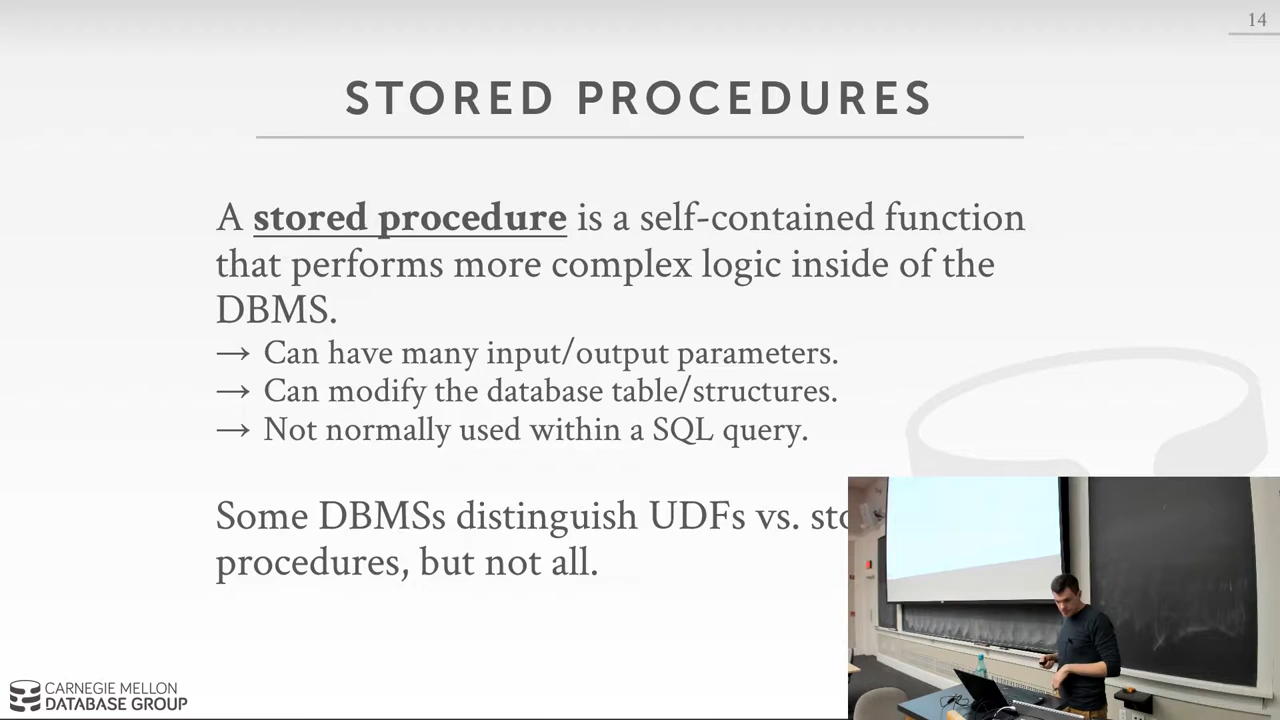 14
STORED PROCEDURES
A stored procedure is a self-contained function
that performs more complex logic inside of the
DBMS.
→ Can have many input/output parameters.
→ Can modify the database table/structures.
→ Not normally used within a SQL query.
Some DBMSs distinguish UDFs vs.
procedures, but not all.
CARNEGIE MELLON
DATABASE GROUP